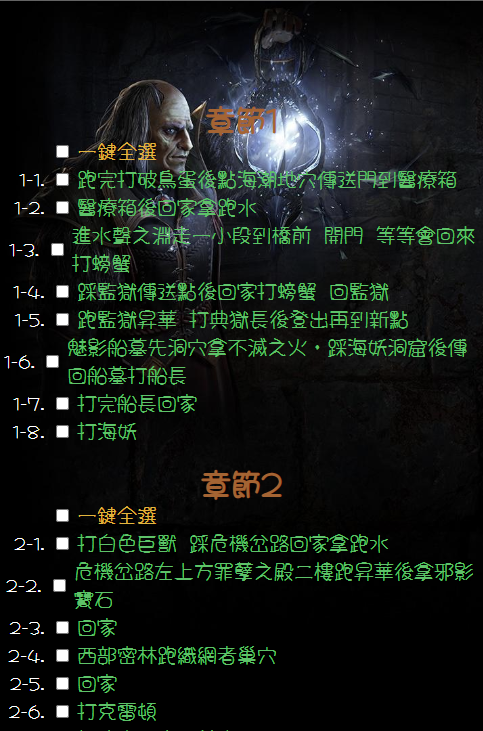 章節1
一鍵全選
1-1. 跑完打破鳥蛋後點海潮地穴傳送門到醫療箱
1-2. 醫療箱後回家拿跑水
1-3. 進水聲之淵走一小段到橋前 開門 等等會回來
打螃蟹
1-4. 踩監獄傳送點後回家打螃蟹 回監獄
1-5. 跑監獄昇華 打典獄長後登出再到新點
1-6. 魅影船墓先洞穴拿不滅之火，踩海妖洞窟後傳
回船墓打船長
1-7. 打完船長回家
1-8. 打海妖
章節2
一鍵全選
2-1. 打白色巨獸 踩危機岔路回家拿跑水
2-2. 危機岔路左上方罪孽之殿二樓跑昇華後拿邪影
寶石
2-3. 回家
2-4. 西部密林跑織網者巢穴
2-5. 回家
2-6. 打克雷頓